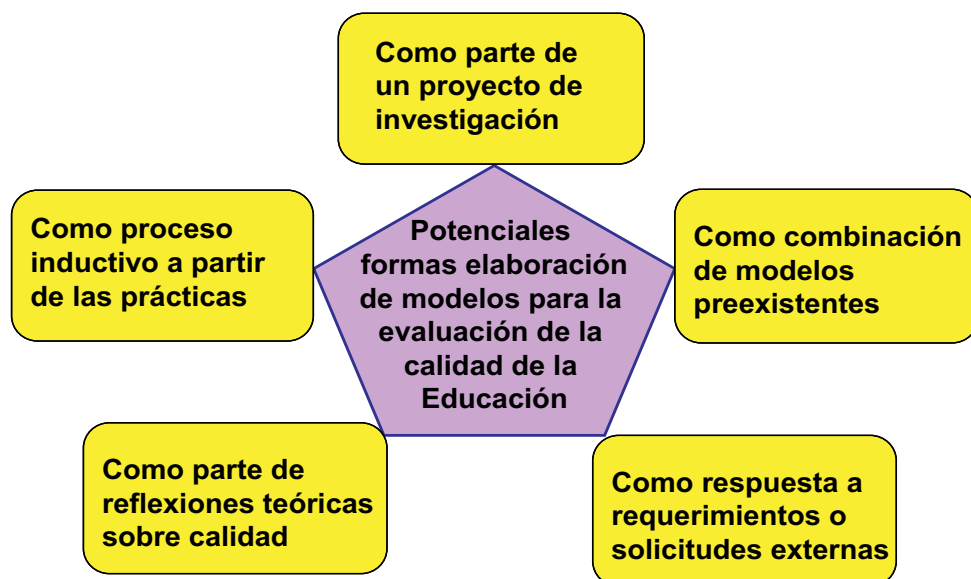 Como parte de
un proyecto de
investigación
Como proceso
inductivo a partir
de las prácticas
Potenciales
formas elaboración
de modelos para la
evaluación de la
calidad de la
Educación
Como combinación
de modelos
preexistentes
Como parte de
reflexiones teóricas
sobre calidad
Como respuesta a
requerimientos o
solicitudes externas